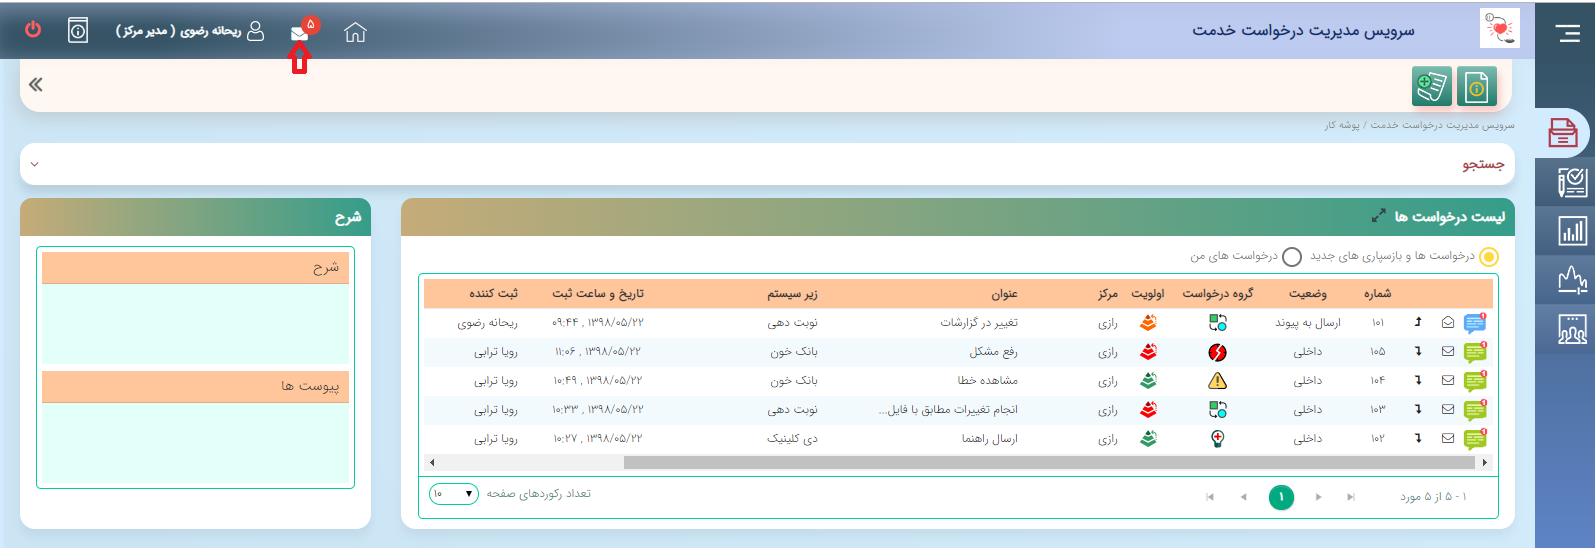 سرویس مدیریت درخواست خدمت
۵
ریحانه رضوی ( مدیر مرکز )
سرویس مدیریت درخواست خدمت / پوشه کار
جستجو
لیست درخواست ها
درخواست ها و بازسپاری های جدید درخواست های من
شماره وضعیت گروه درخواست اولویت مرکز عنوان زیر سیستم تاریخ و ساعت ثبت ثبت کننده
۱۰۱ ارسال به پیوند رازی تغییر در گزارشات نوبت دهی ۱۳۹۸/۰۵/۲۲ , ۰۹:۴۴ ریحانه رضوی
۱۰۵ داخلی رازی رفع مشکل بانک خون ۱۳۹۸/۰۵/۲۲ , ۱۱:۰۶ رویا ترابی
۱۰۴ داخلی رازی مشاهده خطا بانک خون ۱۳۹۸/۰۵/۲۲ , ۱۰:۴۹ رویا ترابی
۱۰۳ داخلی رازی انجام تغییرات مطابق با فایل... نوبت دهی ۱۳۹۸/۰۵/۲۲ , ۱۰:۳۳ رویا ترابی
۱۰۲ داخلی رازی ارسال راهنما دی کلینیک ۱۳۹۸/۰۵/۲۲ , ۱۰:۲۷ رویا ترابی
۱ - ۵ از ۵ مورد
۱
تعداد رکوردهای صفحه ۱۰
شرح
شرح
پیوست ها